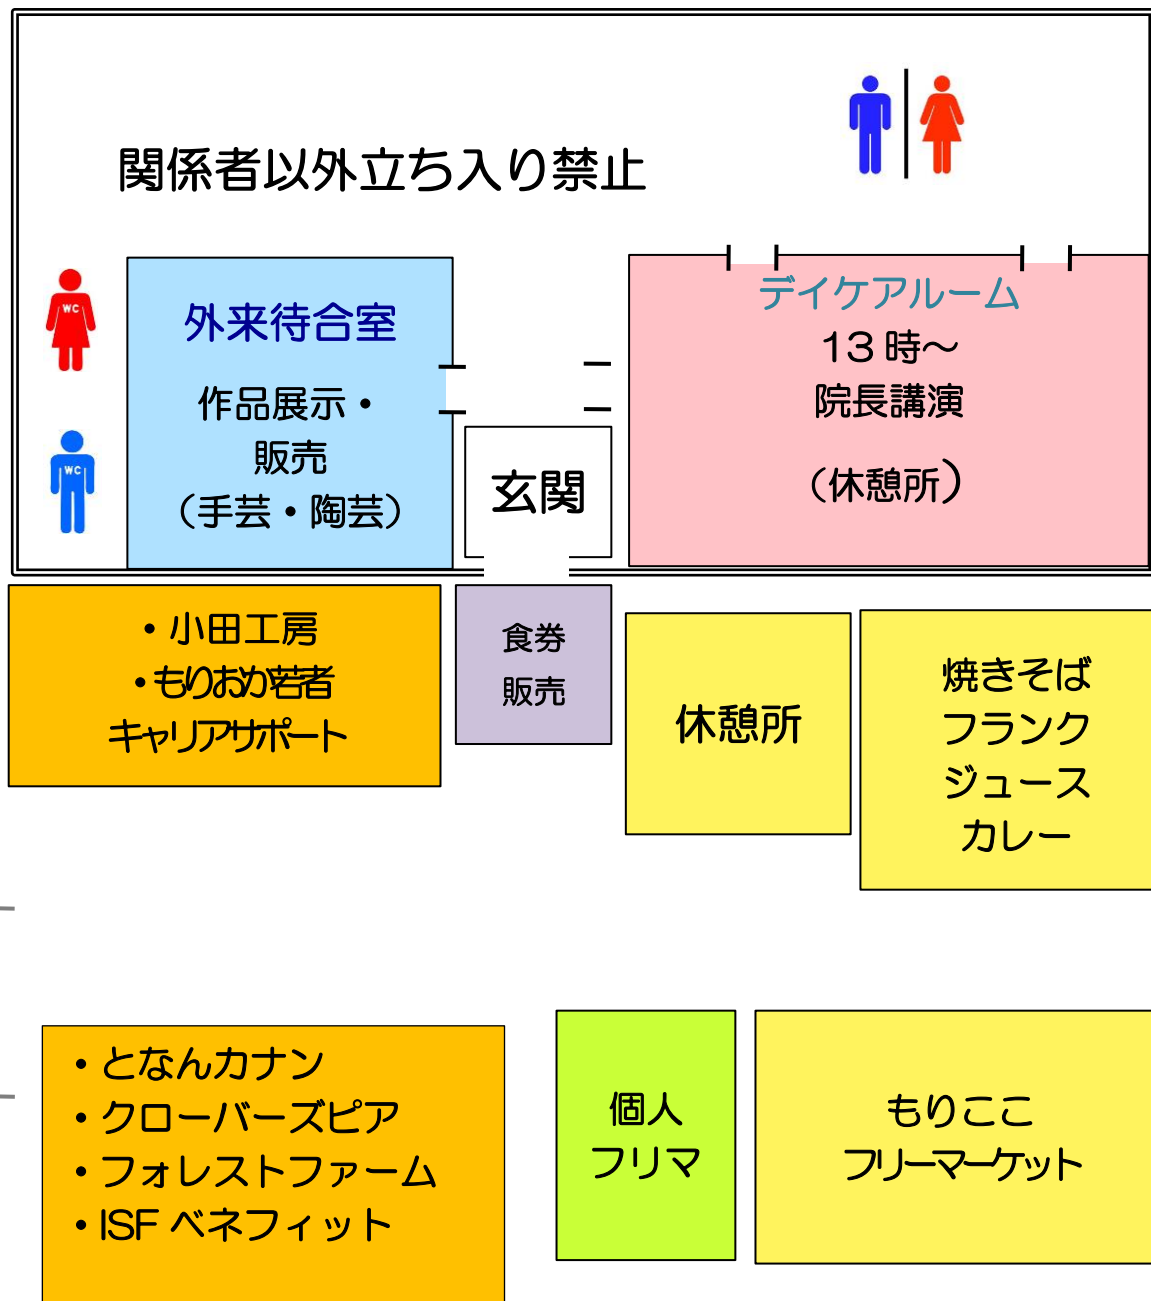 関係者以外立ち入り禁止
WC
外来待合室
作品展示・
販売
（手芸・陶芸）
WC
玄関
デイケアルーム
13時～
院長講演
（休憩所）
・小田工房
・もりおか若者
キャリアサポート
食券
販売
休憩所
焼きそば
フランク
ジュース
カレー
・となんカナン
・クローバーズピア
・フォレストファーム
・ISFベネフィット
個人
フリマ
もりここ
フリーマーケット